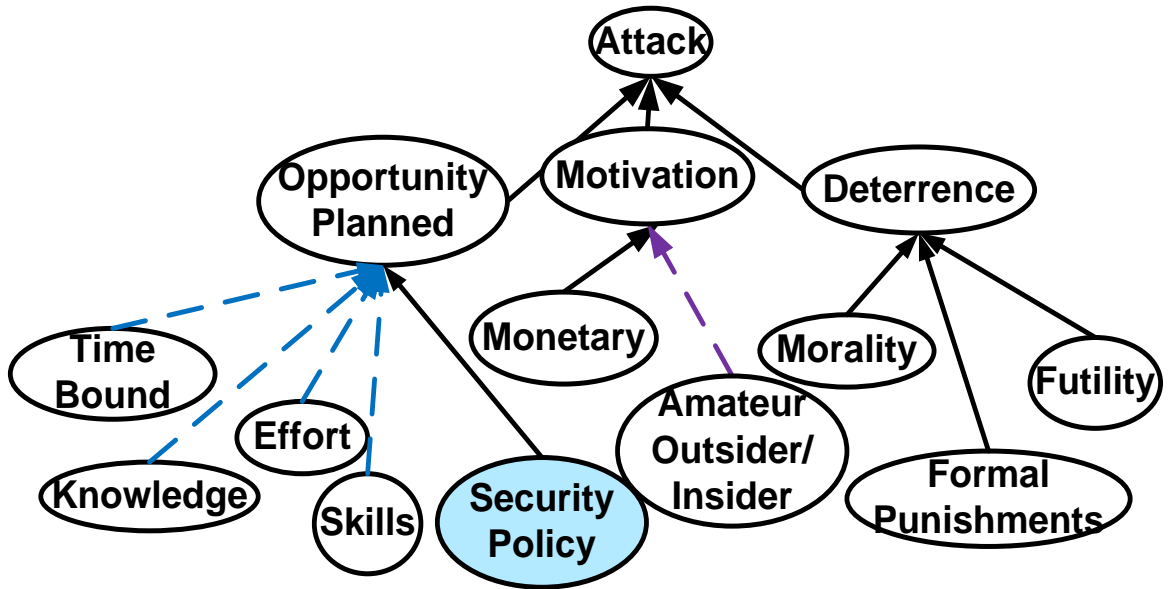 Attack
Opportunity
Planned
Motivation
Deterrence
Time
Bound
Monetary
Morality
Futility
Effort
Amateur
Outsider/
Insider
Knowledge
Skills
Security
Policy
Formal
Punishments